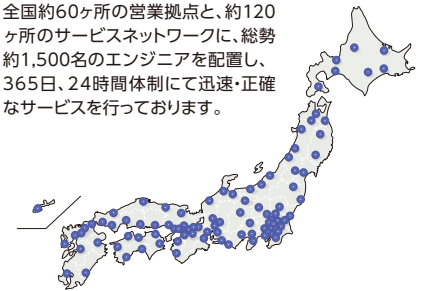 全国約60ヶ所の営業拠点と、約120
ヶ所のサービスネットワークに、総勢
約1,500名のエンジニアを配置し、
365日、24時間体制にて迅速・正確
なサービスを行っております。